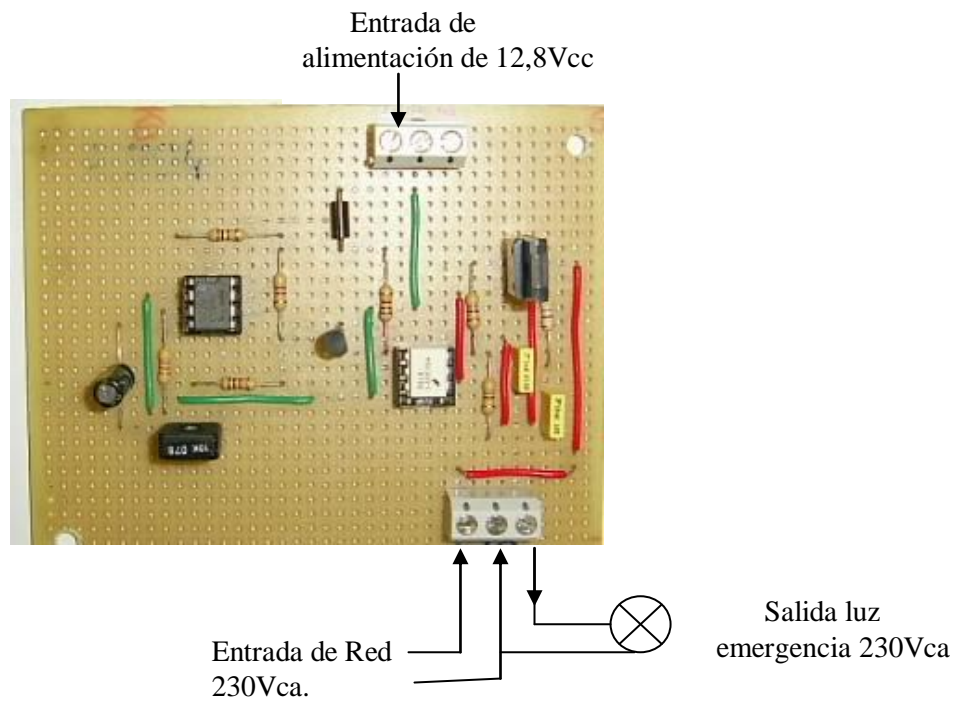 Entrada de
alimentación de 12,8Vcc
Entrada de Red
230Vca.
Salida luz
emergencia 230Vca